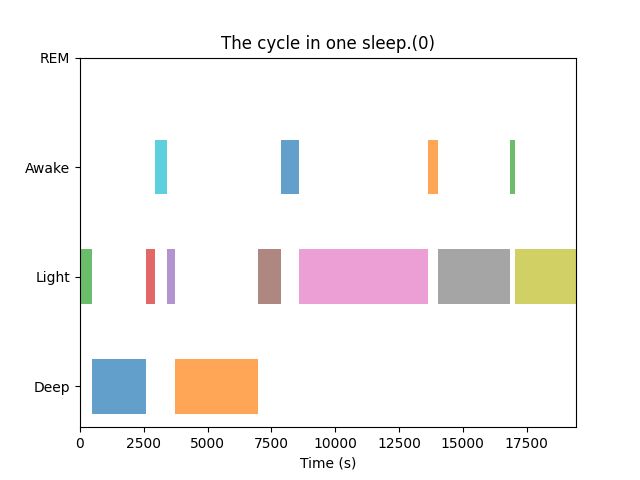 The cycle in one sleep.(0)
REM
Awake
Light
Deep
0 2500 5000 7500 10000 12500 15000 17500
Time (s)